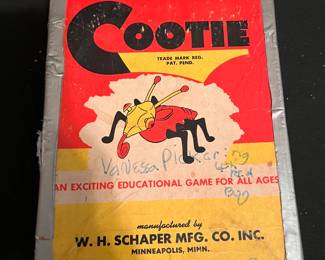 COOTIE
TRADE MARK REG.
PAT. PEND.
Vanessa
AN EXCITING EDUCATIONAL GAME FOR ALL AGES
manufactured by
W. H. SCHAPER MFG. CO. INC.
MINNEAPOLIS, MINN.